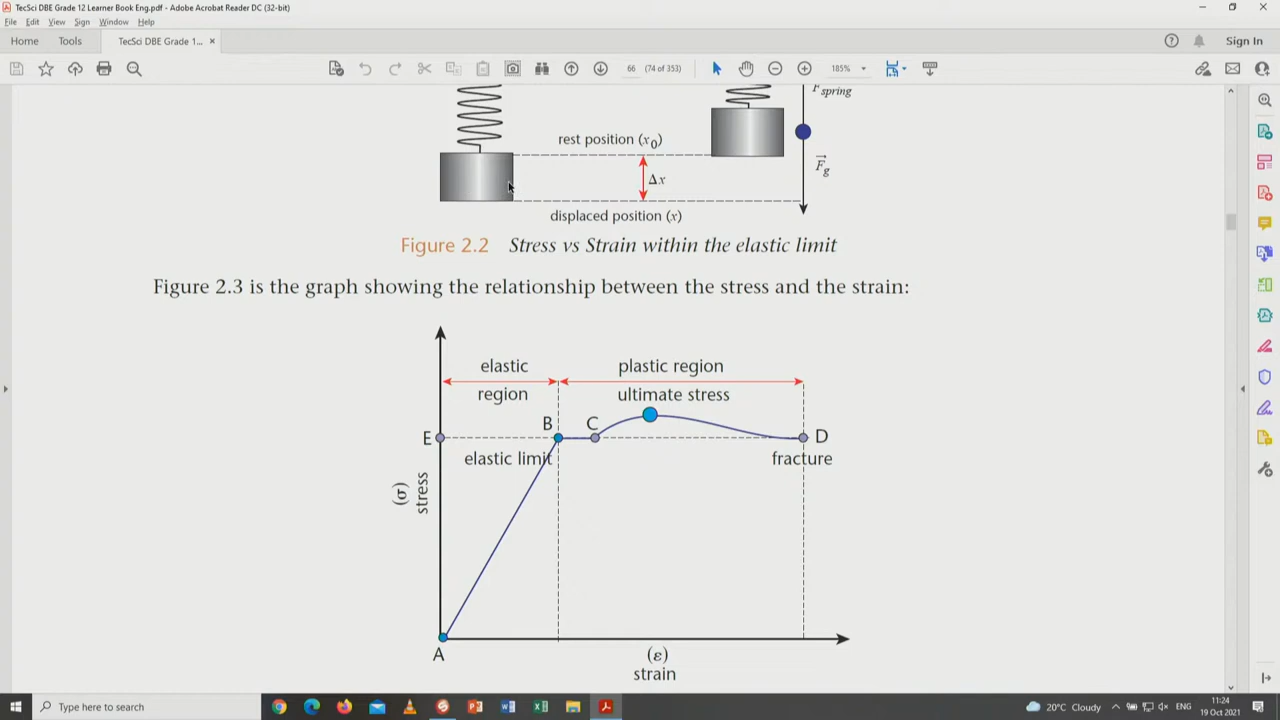 TecSci DBE Grade 12 Learner Book Eng.pdf - Adobe Acrobat Reader DC (32-bit)
File Edit View Sign Window Help
Home Tools TecSci DBE Grade 1... × Sign In
66 (74 of 353) 185%
F spring
rest position (x0)
Δx
Fg
displaced position (x)
Figure 2.2 Stress vs Strain within the elastic limit
Figure 2.3 is the graph showing the relationship between the stress and the strain:
elastic plastic region
region ultimate stress
B C
E D
elastic limit fracture
(σ)
stress
A
(ε)
strain
Type here to search
20°C Cloudy ENG
11:24
19 Oct 2021